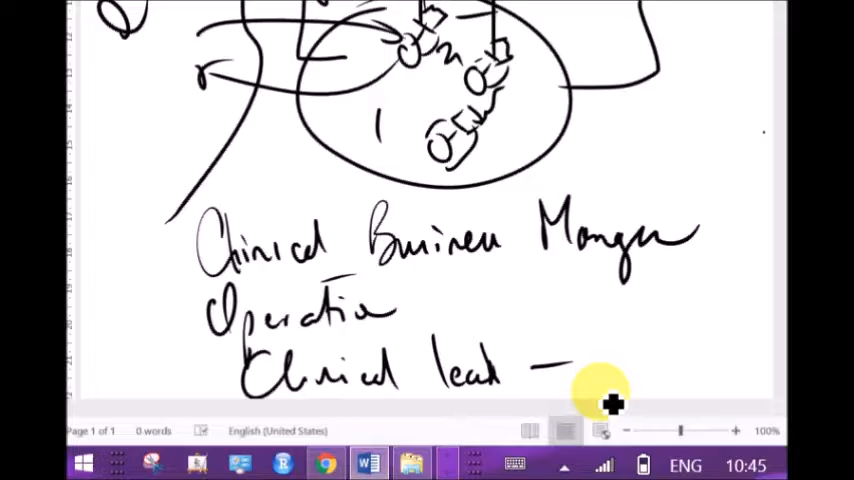 Clinical Business Manager
Operation
Clinical lead —
Page 1 of 1 0 words English (United States) 100%
ENG 10:45